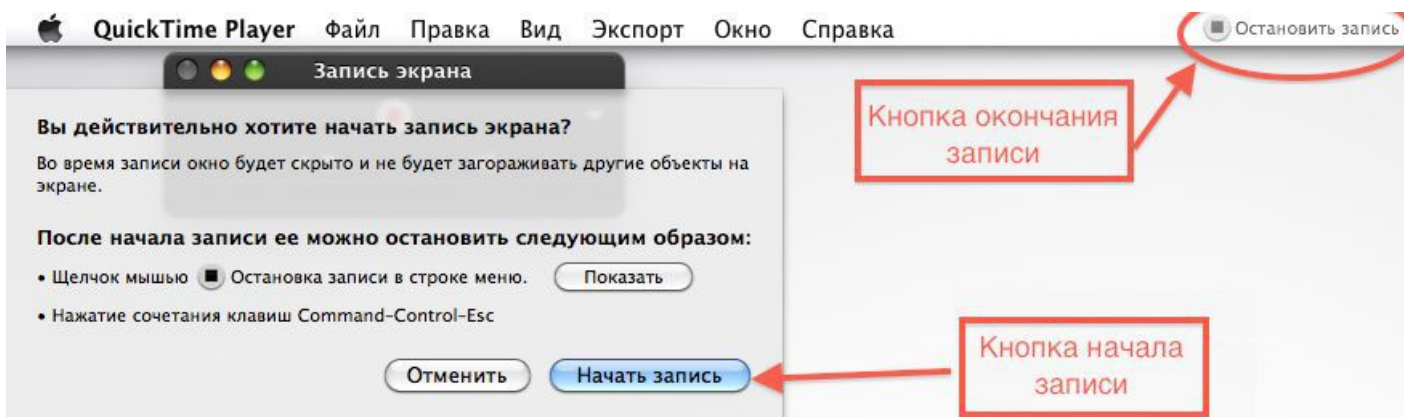 QuickTime Player Файл Правка Вид Экспорт Окно Справка
Остановить запись
Запись экрана
Кнопка окончания
записи
Вы действительно хотите начать запись экрана?
Во время записи окно будет скрыто и не будет загораживать другие объекты на
экране.
После начала записи ее можно остановить следующим образом:
• Щелчок мышью Остановка записи в строке меню. Показать
• Нажатие сочетания клавиш Command-Control-Esc
Отменить Начать запись
Кнопка начала
записи